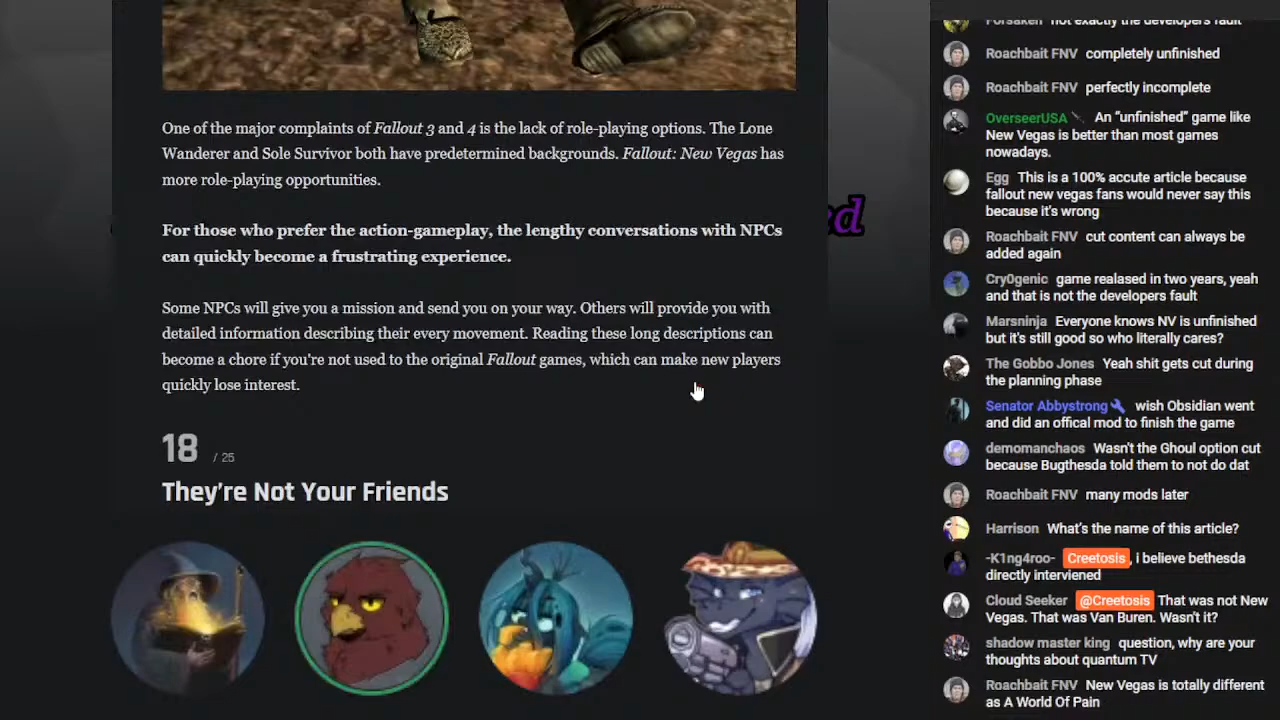 One of the major complaints of Fallout 3 and 4 is the lack of role-playing options. The Lone
Wanderer and Sole Survivor both have predetermined backgrounds. Fallout: New Vegas has
more role-playing opportunities.
For those who prefer the action-gameplay, the lengthy conversations with NPCs
can quickly become a frustrating experience.
Some NPCs will give you a mission and send you on your way. Others will provide you with
detailed information describing their every movement. Reading these long descriptions can
become a chore if you're not used to the original Fallout games, which can make new players
quickly lose interest.
18 / 25
They're Not Your Friends
ed
Forsaken not exactly the developers fault
Roachbait FNV completely unfinished
Roachbait FNV perfectly incomplete
OverseerUSA An “unfinished” game like
New Vegas is better than most games
nowadays.
Egg This is a 100% accute article because
fallout new vegas fans would never say this
because it's wrong
Roachbait FNV cut content can always be
added again
Cry0genic game realased in two years, yeah
and that is not the developers fault
Marsninja Everyone knows NV is unfinished
but it's still good so who literally cares?
The Gobbo Jones Yeah shit gets cut during
the planning phase
Senator Abbystrong wish Obsidian went
and did an offical mod to finish the game
demomanchaos Wasn't the Ghoul option cut
because Bugthesda told them to not do dat
Roachbait FNV many mods later
Harrison What's the name of this article?
-K1ng4roo- Creetosis, i believe bethesda
directly interviened
Cloud Seeker @Creetosis That was not New
Vegas. That was Van Buren. Wasn't it?
shadow master king question, why are your
thoughts about quantum TV
Roachbait FNV New Vegas is totally different
as A World Of Pain